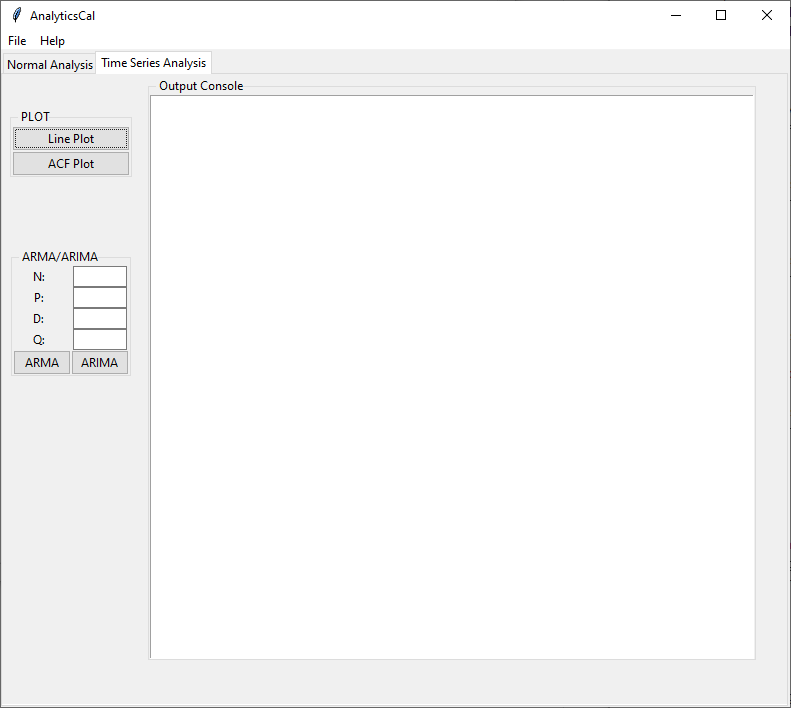 AnalyticsCal
File Help
Normal Analysis Time Series Analysis
Output Console
PLOT
Line Plot
ACF Plot
ARMA/ARIMA
N:
P:
D:
Q:
ARMA ARIMA